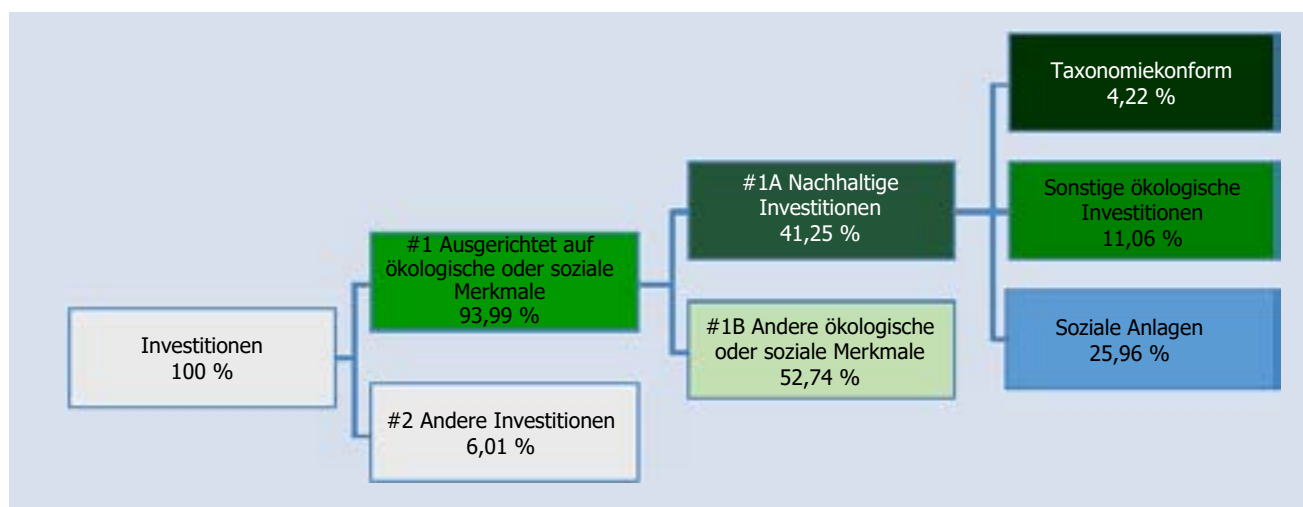 Investitionen
100 %
#1 Ausgerichtet auf
ökologische oder soziale
Merkmale
93,99 %
#2 Andere Investitionen
6,01 %
#1A Nachhaltige
Investitionen
41,25 %
#1B Andere ökologische
oder soziale Merkmale
52,74 %
Taxonomiekonform
4,22 %
Sonstige ökologische
Investitionen
11,06 %
Soziale Anlagen
25,96 %